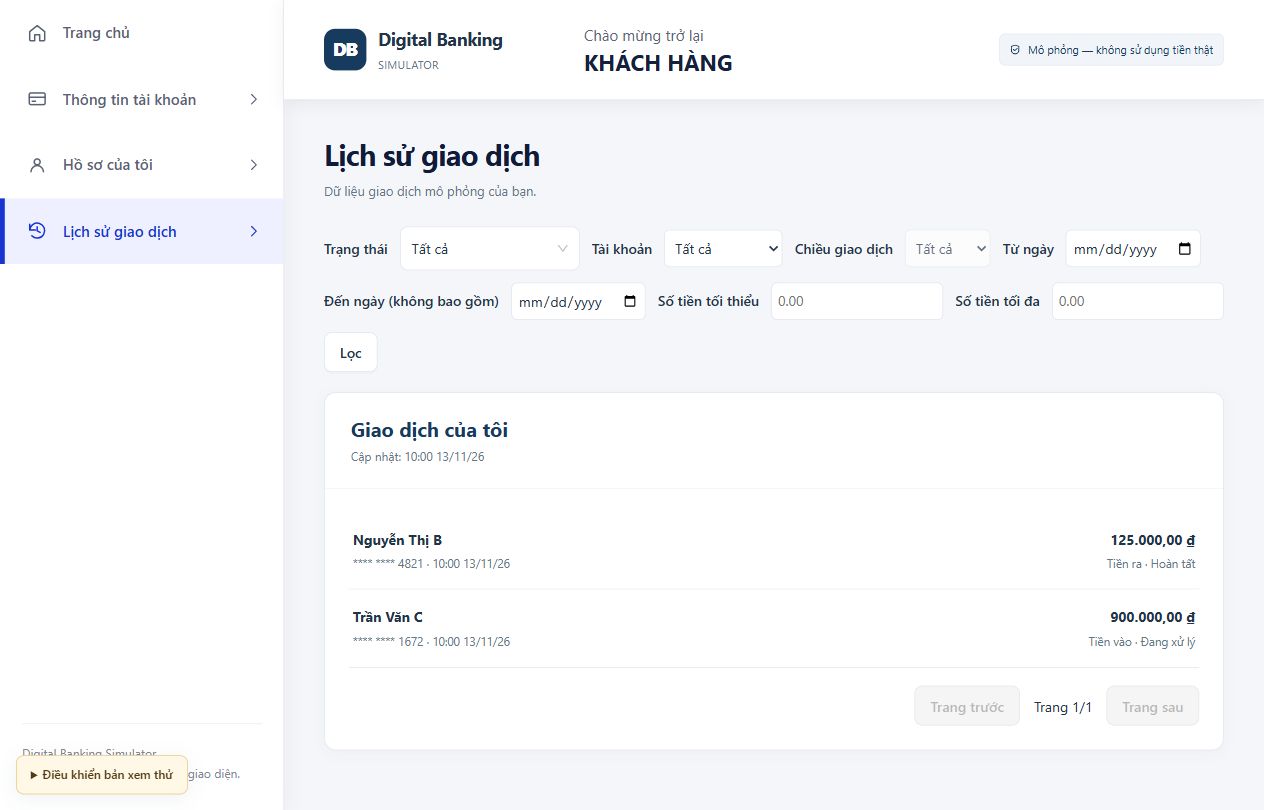 Trang chủ
Thông tin tài khoản
Hồ sơ của tôi
Lịch sử giao dịch
Digital Banking Simulator
giao diện.
▶ Điều khiển bản xem thử
DB
Digital Banking
SIMULATOR
Chào mừng trở lại
KHÁCH HÀNG
Mô phỏng — không sử dụng tiền thật
Lịch sử giao dịch
Dữ liệu giao dịch mô phỏng của bạn.
Trạng thái Tất cả Tài khoản Tất cả Chiều giao dịch Tất cả Từ ngày mm/dd/yyyy
Đến ngày (không bao gồm) mm/dd/yyyy Số tiền tối thiểu 0.00 Số tiền tối đa 0.00
Lọc
Giao dịch của tôi
Cập nhật: 10:00 13/11/26
Nguyễn Thị B 125.000,00 ₫
**** **** 4821 · 10:00 13/11/26 Tiền ra · Hoàn tất
Trần Văn C 900.000,00 ₫
**** **** 1672 · 10:00 13/11/26 Tiền vào · Đang xử lý
Trang trước Trang 1/1 Trang sau